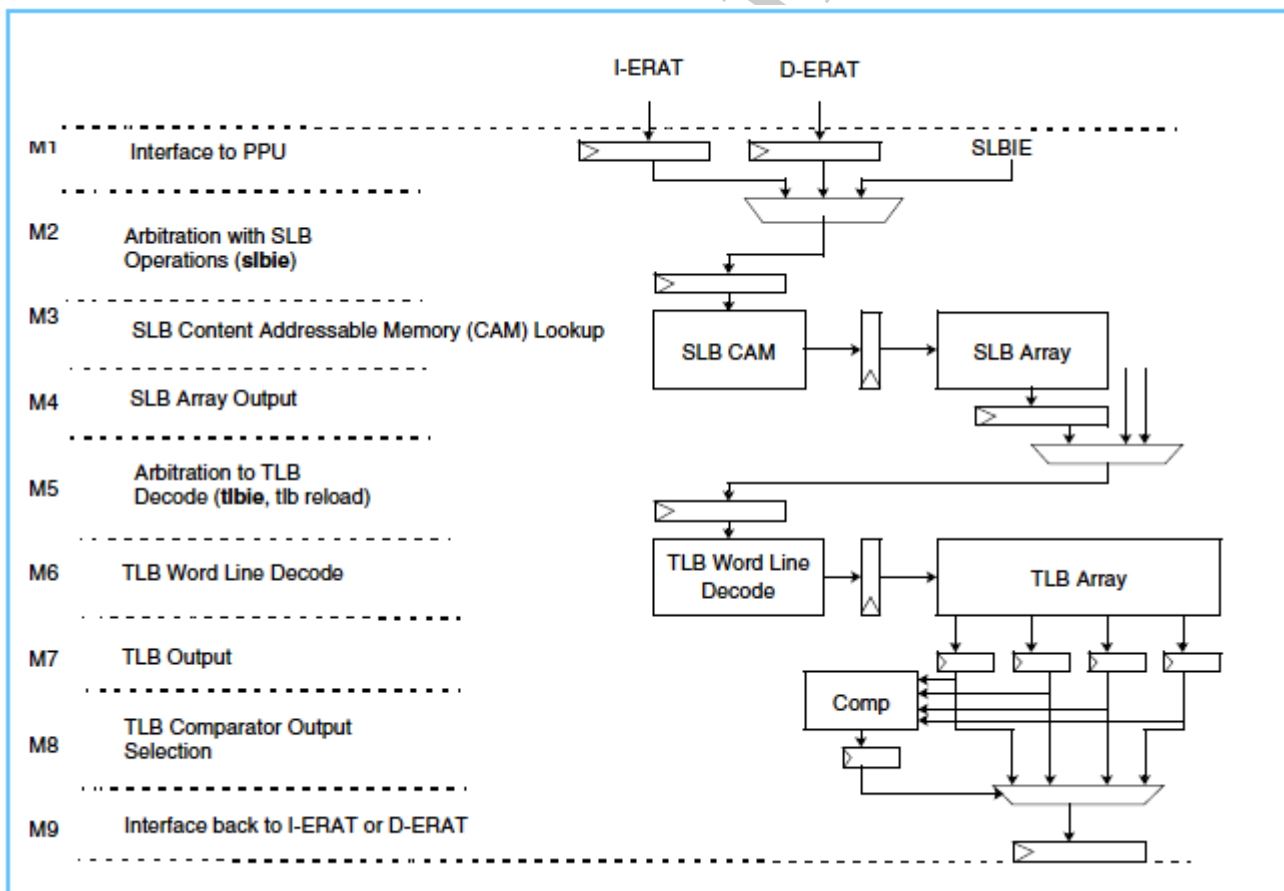 I-ERAT D-ERAT
M1 Interface to PPU SLBIE
M2 Arbitration with SLB
Operations (slbie)
M3 SLB Content Addressable Memory (CAM) Lookup
SLB CAM SLB Array
M4 SLB Array Output
M5 Arbitration to TLB
Decode (tlbie, tlb reload)
M6 TLB Word Line Decode
TLB Word Line
Decode
TLB Array
M7 TLB Output
Comp
M8 TLB Comparator Output
Selection
M9 Interface back to I-ERAT or D-ERAT